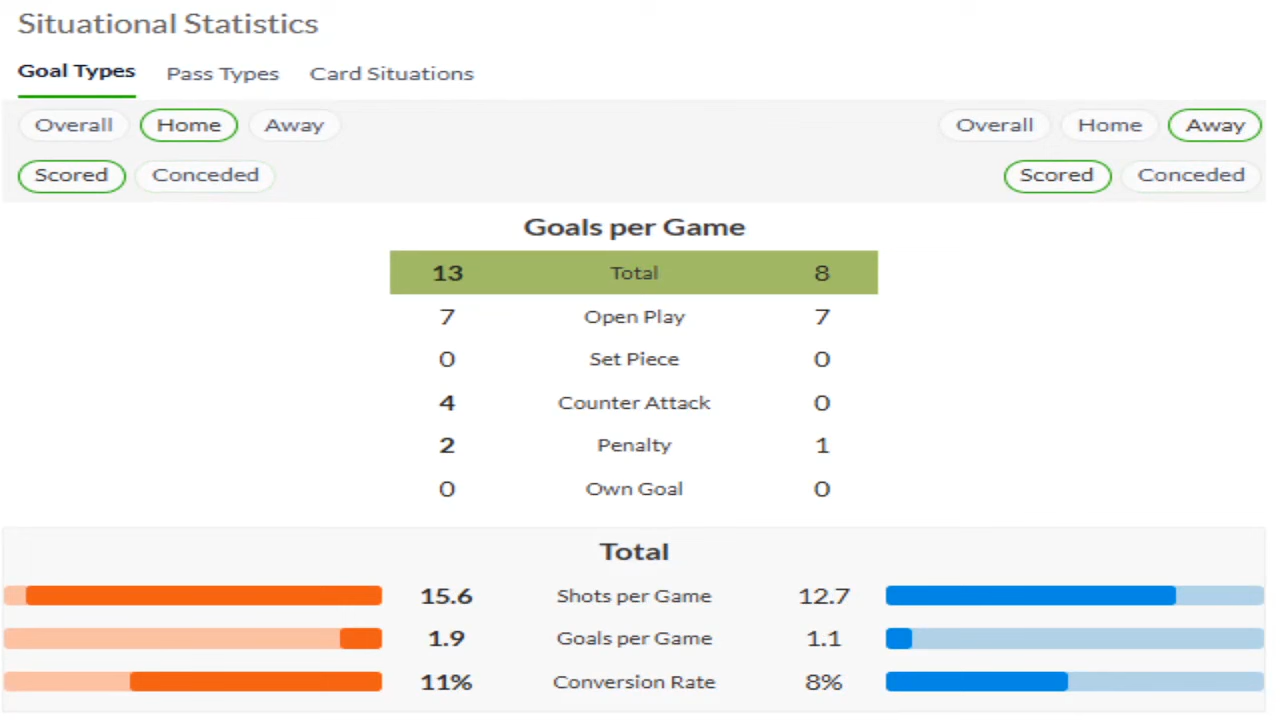 Situational Statistics
Goal Types Pass Types Card Situations
Overall Home Away Overall Home Away
Scored Conceded Scored Conceded
Goals per Game
13 Total 8
7 Open Play 7
0 Set Piece 0
4 Counter Attack 0
2 Penalty 1
0 Own Goal 0
Total
15.6 Shots per Game 12.7
1.9 Goals per Game 1.1
11% Conversion Rate 8%